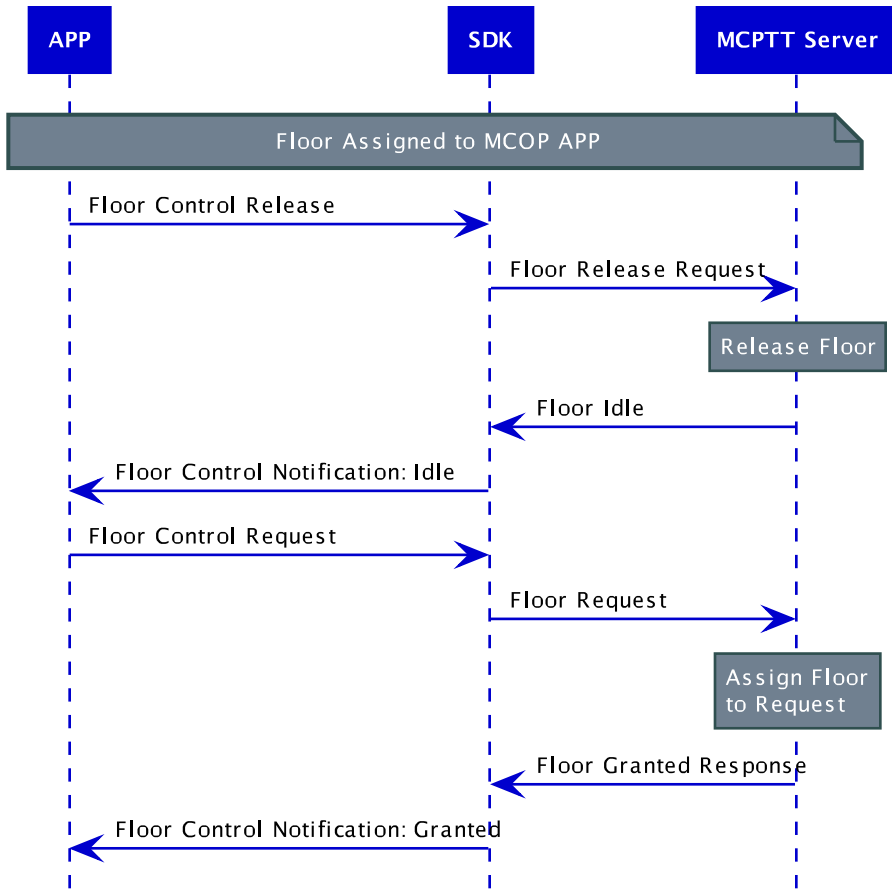 APP
SDK
MCPTT Server
Floor Assigned to MCOP APP
Floor Control Release
Floor Release Request
Release Floor
Floor Idle
Floor Control Notification: Idle
Floor Control Request
Floor Request
Assign Floor
to Request
Floor Granted Response
Floor Control Notification: Granted